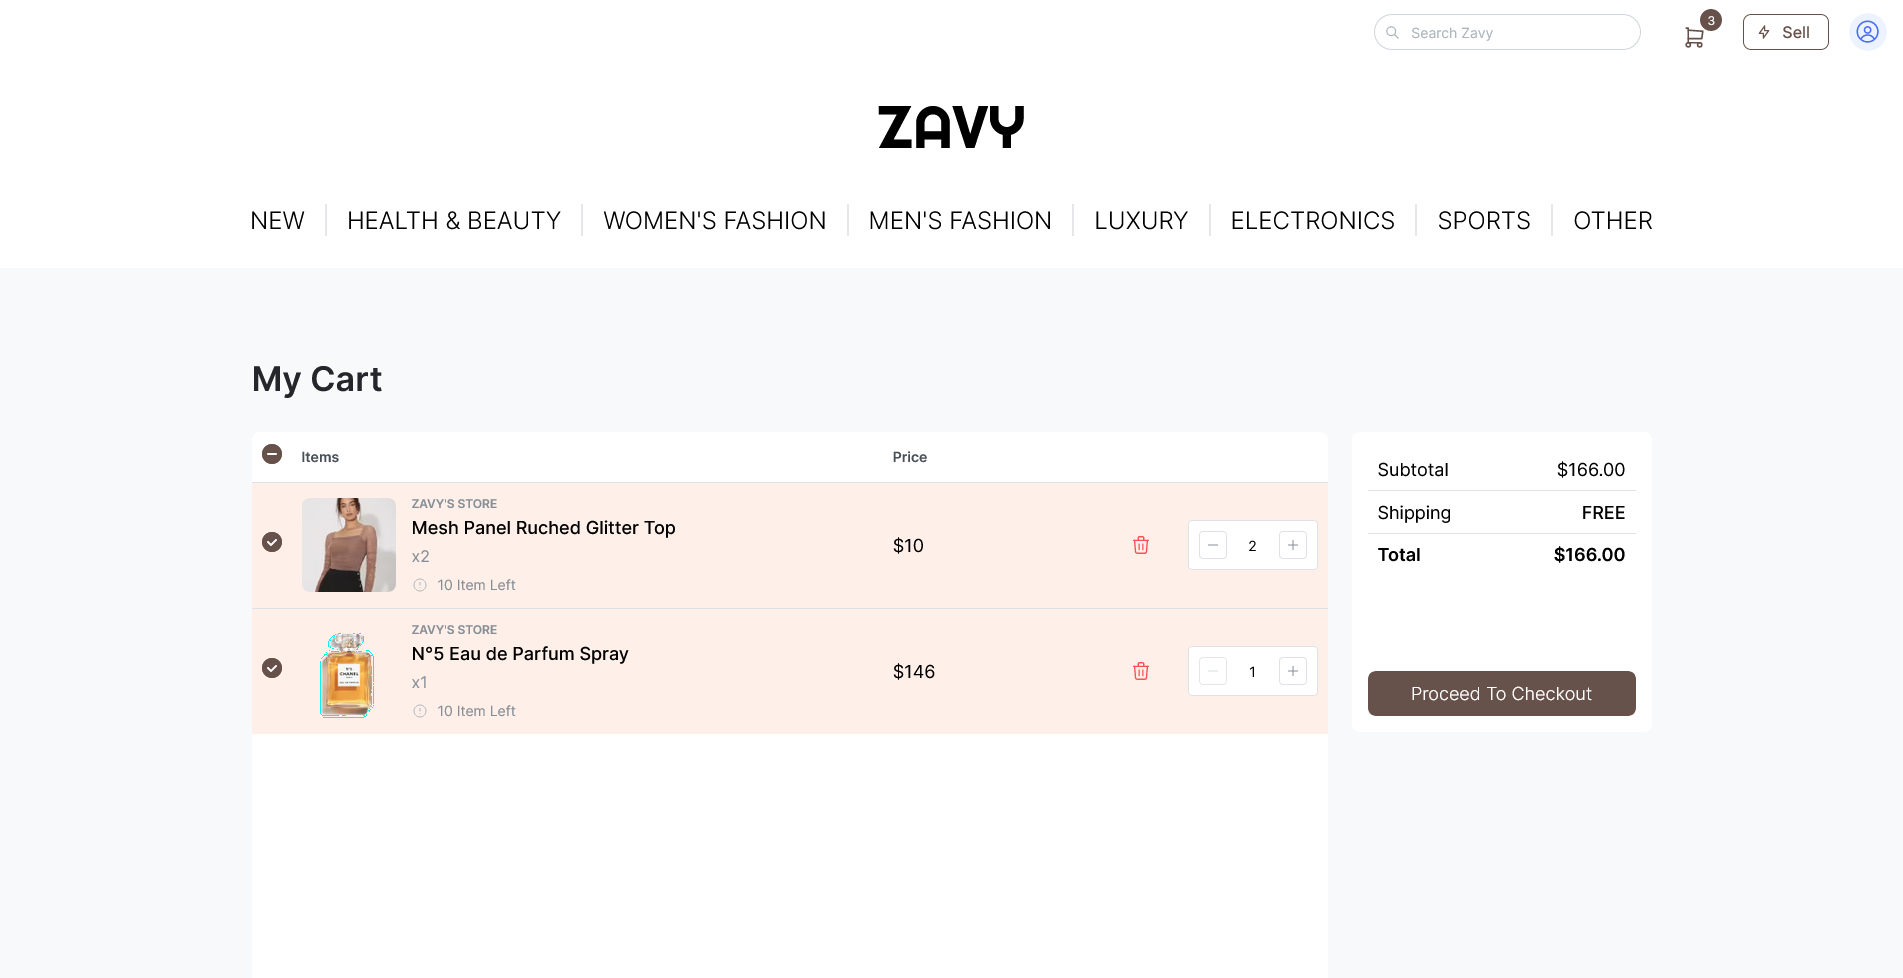 Search Zavy
3
Sell
ZAVY
NEW
HEALTH & BEAUTY
WOMEN'S FASHION
MEN'S FASHION
LUXURY
ELECTRONICS
SPORTS
OTHER
My Cart
Items
Price
ZAVY'S STORE
Mesh Panel Ruched Glitter Top
x2
10 Item Left
$10
2
ZAVY'S STORE
N°5 Eau de Parfum Spray
x1
10 Item Left
$146
1
N°5
CHANEL
Subtotal $166.00
Shipping FREE
Total $166.00
Proceed To Checkout